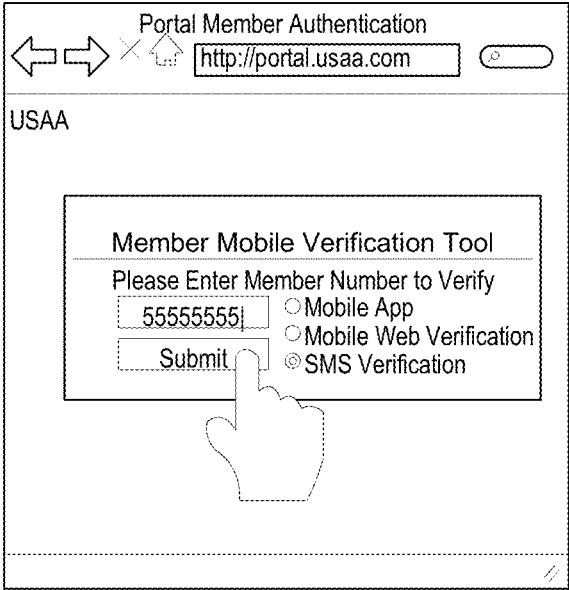 Portal Member Authentication
http://portal.usaa.com
USAA
Member Mobile Verification Tool
Please Enter Member Number to Verify
55555555
Mobile App
Mobile Web Verification
Submit
SMS Verification